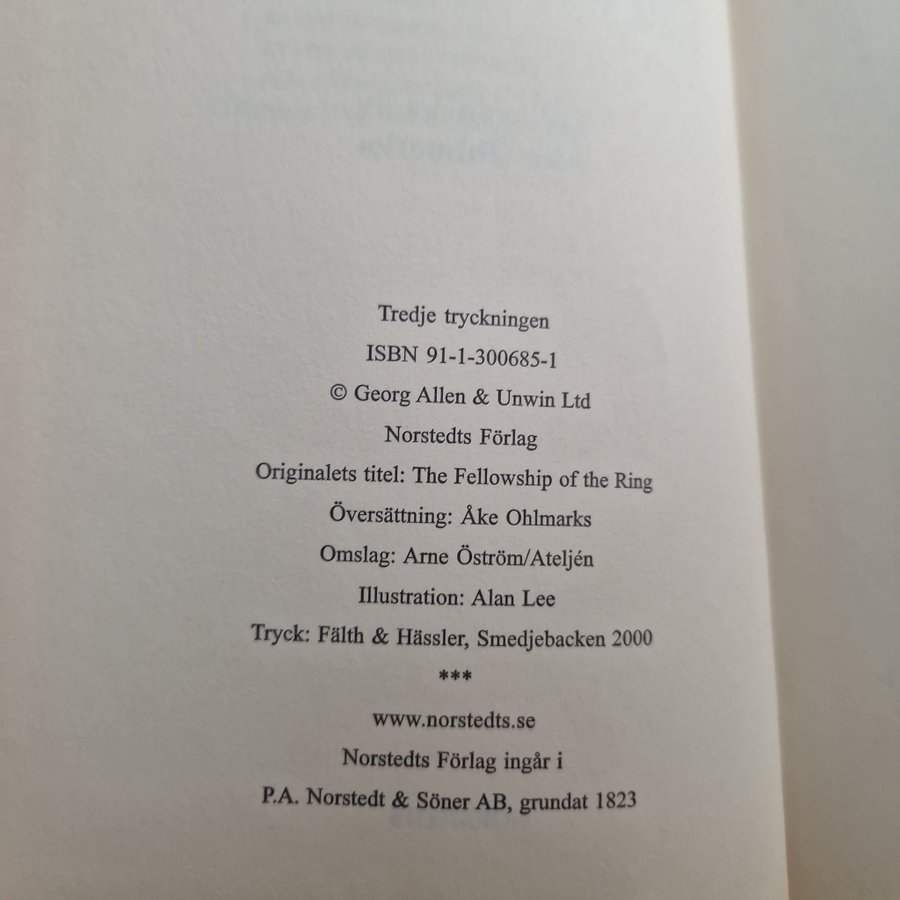 Tredje tryckningen
ISBN 91-1-300685-1
© Georg Allen & Unwin Ltd
Norstedts Förlag
Originalets titel: The Fellowship of the Ring
Översättning: Åke Ohlmarks
Omslag: Arne Öström/Ateljén
Illustration: Alan Lee
Tryck: Fälth & Hässler, Smedjebacken 2000
***
www.norstedts.se
Norstedts Förlag ingår i
P.A. Norstedt & Söner AB, grundat 1823